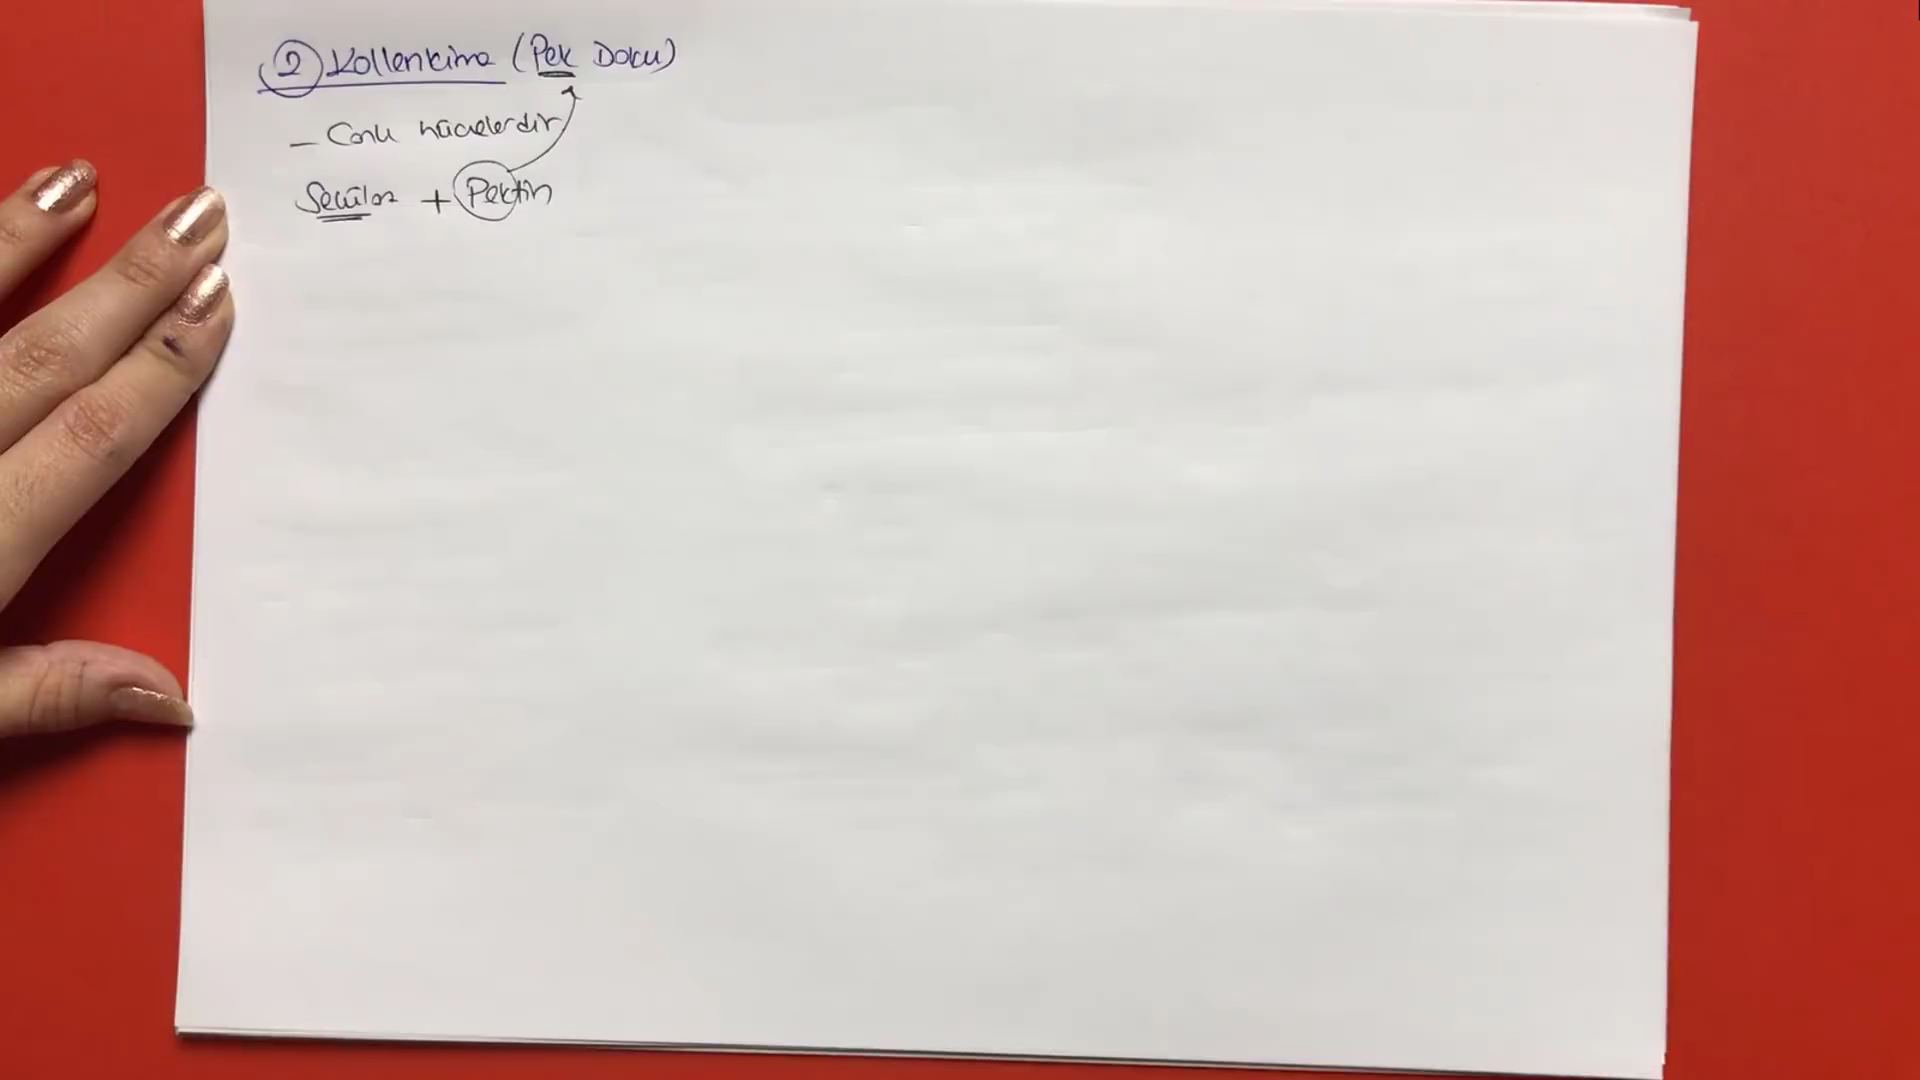 2 Kollenkima (Pek Doku)
- Canlı hücrelerdir
Selüloz + Pektin